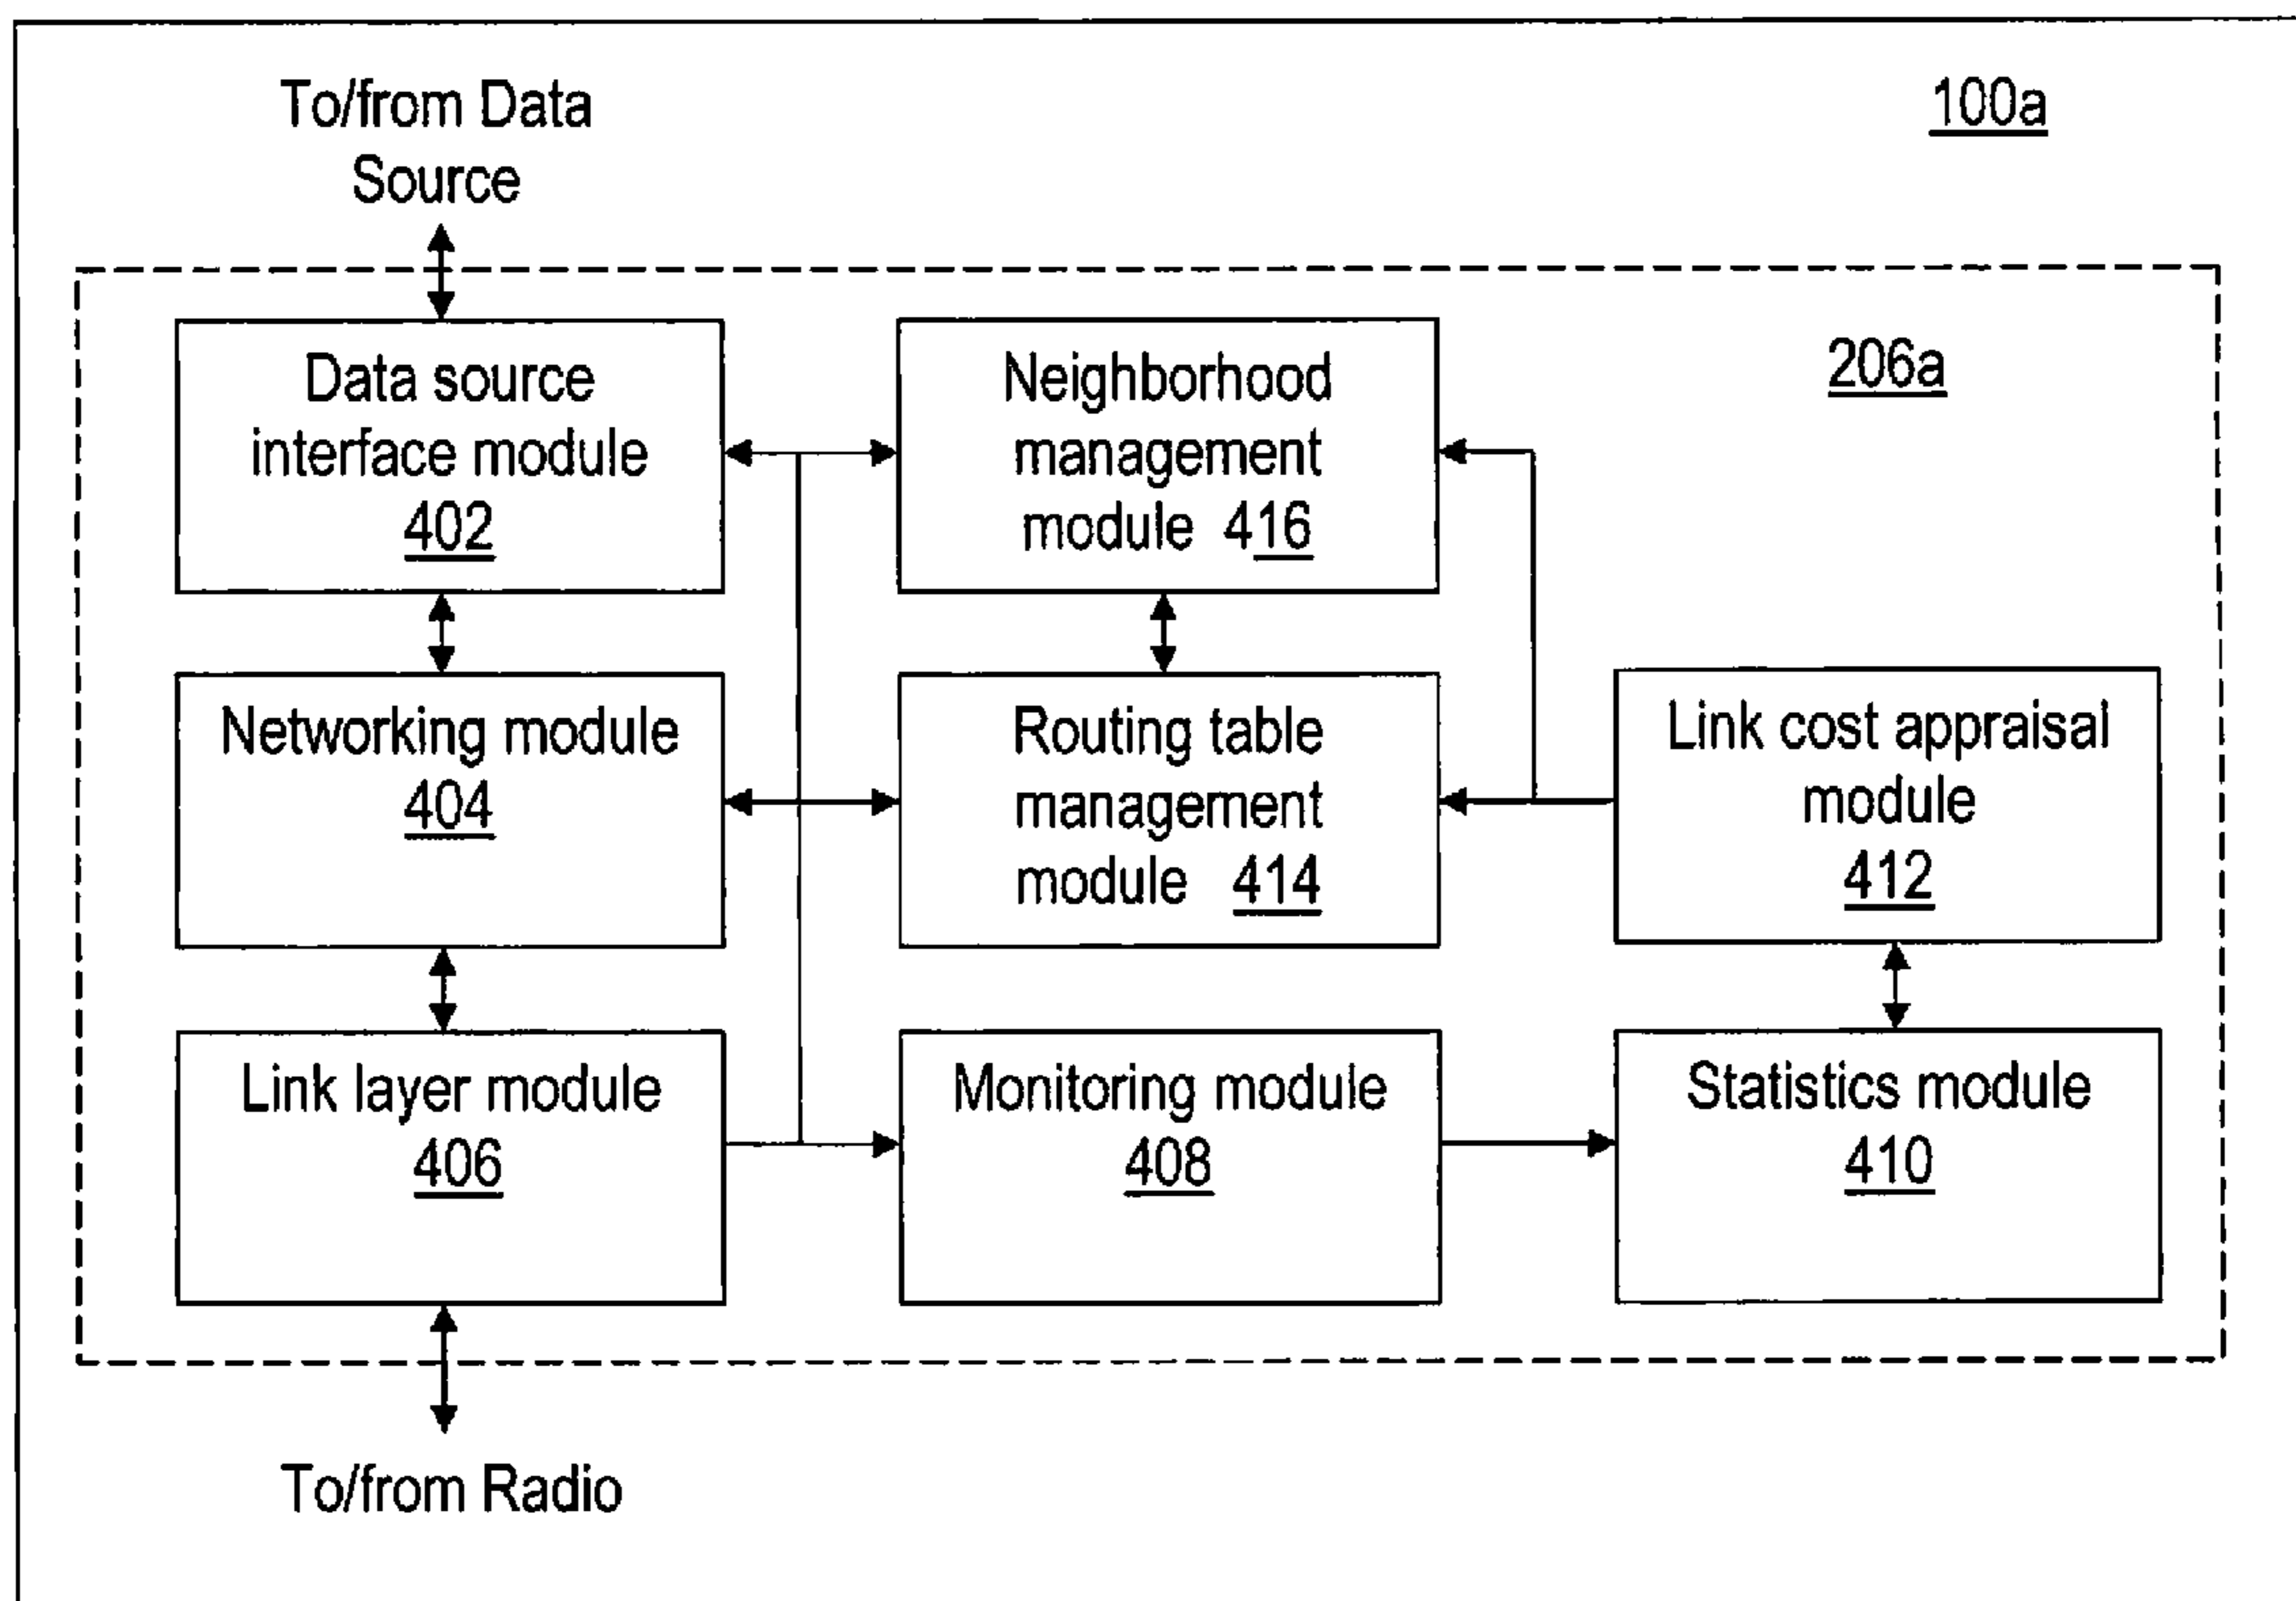 To/from Data
Source
100a
206a
Data source
interface module
402
Neighborhood
management
module 416
Networking module
404
Routing table
management
module 414
Link cost appraisal
module
412
Link layer module
406
Monitoring module
408
Statistics module
410
To/from Radio